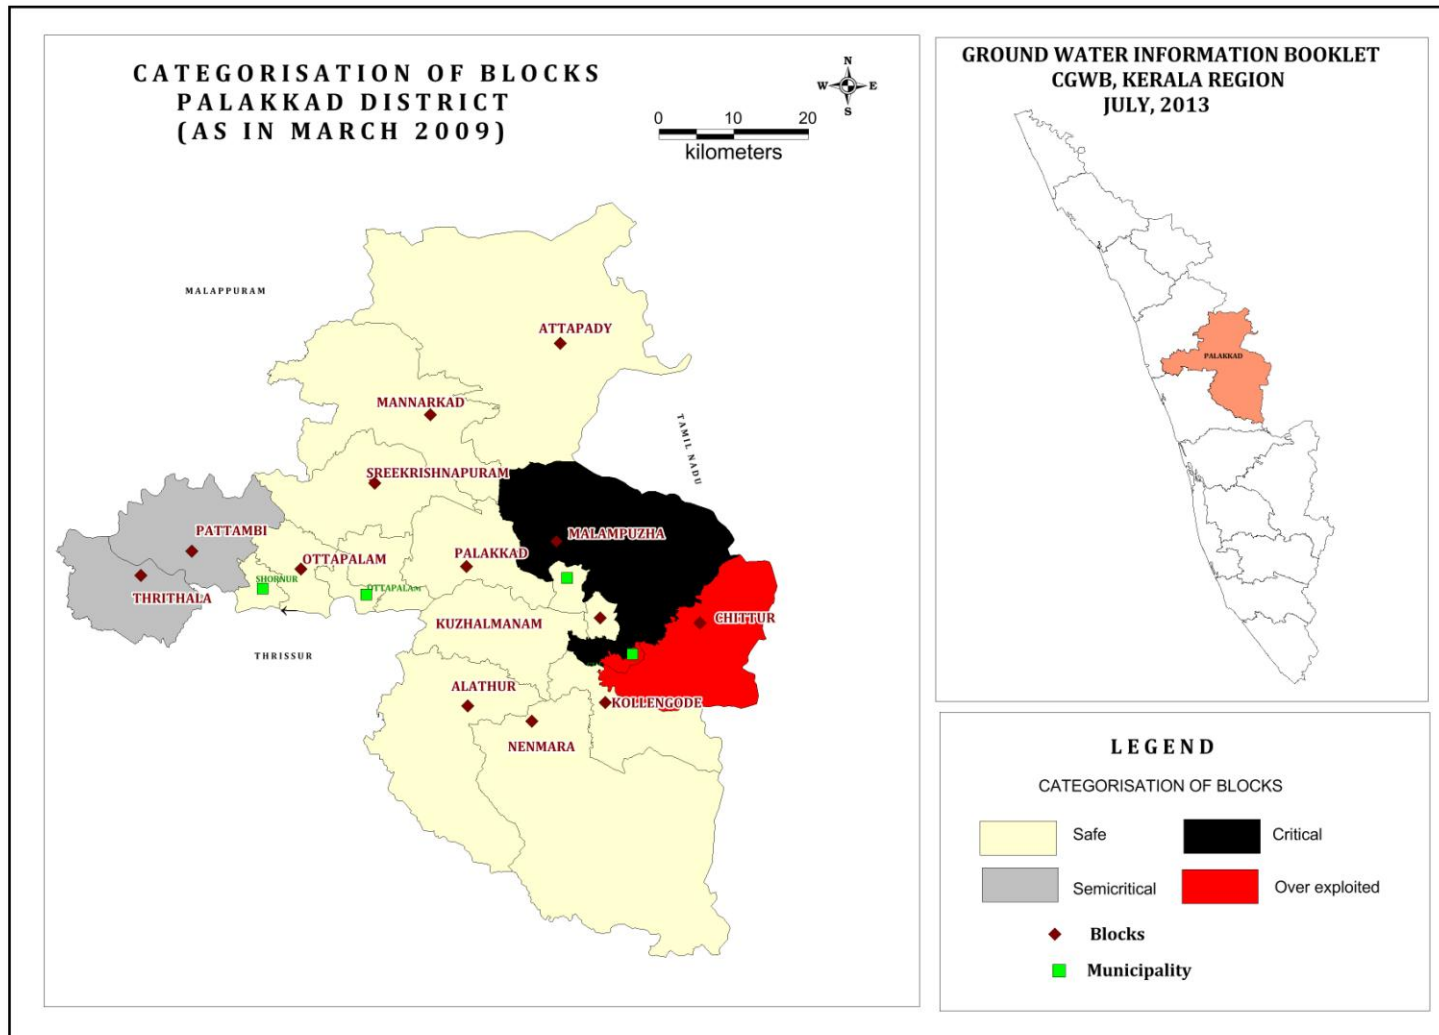 CATEGORISATION OF BLOCKS
PALAKKAD DISTRICT
(AS IN MARCH 2009)
N
W E
S
0 10 20
kilometers
MALAPPURAM
ATTAPADY
MANNARKAD
TAMIL NADU
SREEKRISHNAPURAM
PATTAMBI
MALAMPUZHA
OTTAPALAM
PALAKKAD
SHORNUR
OTTAPALAM
THRITHALA
CHITTUR
KUZHALMANAM
THRISSUR
ALATHUR
KOLLENGODE
NENMARA
GROUND WATER INFORMATION BOOKLET
CGWB, KERALA REGION
JULY, 2013
PALAKKAD
LEGEND
CATEGORISATION OF BLOCKS
Safe Critical
Semicritical Over exploited
Blocks
Municipality